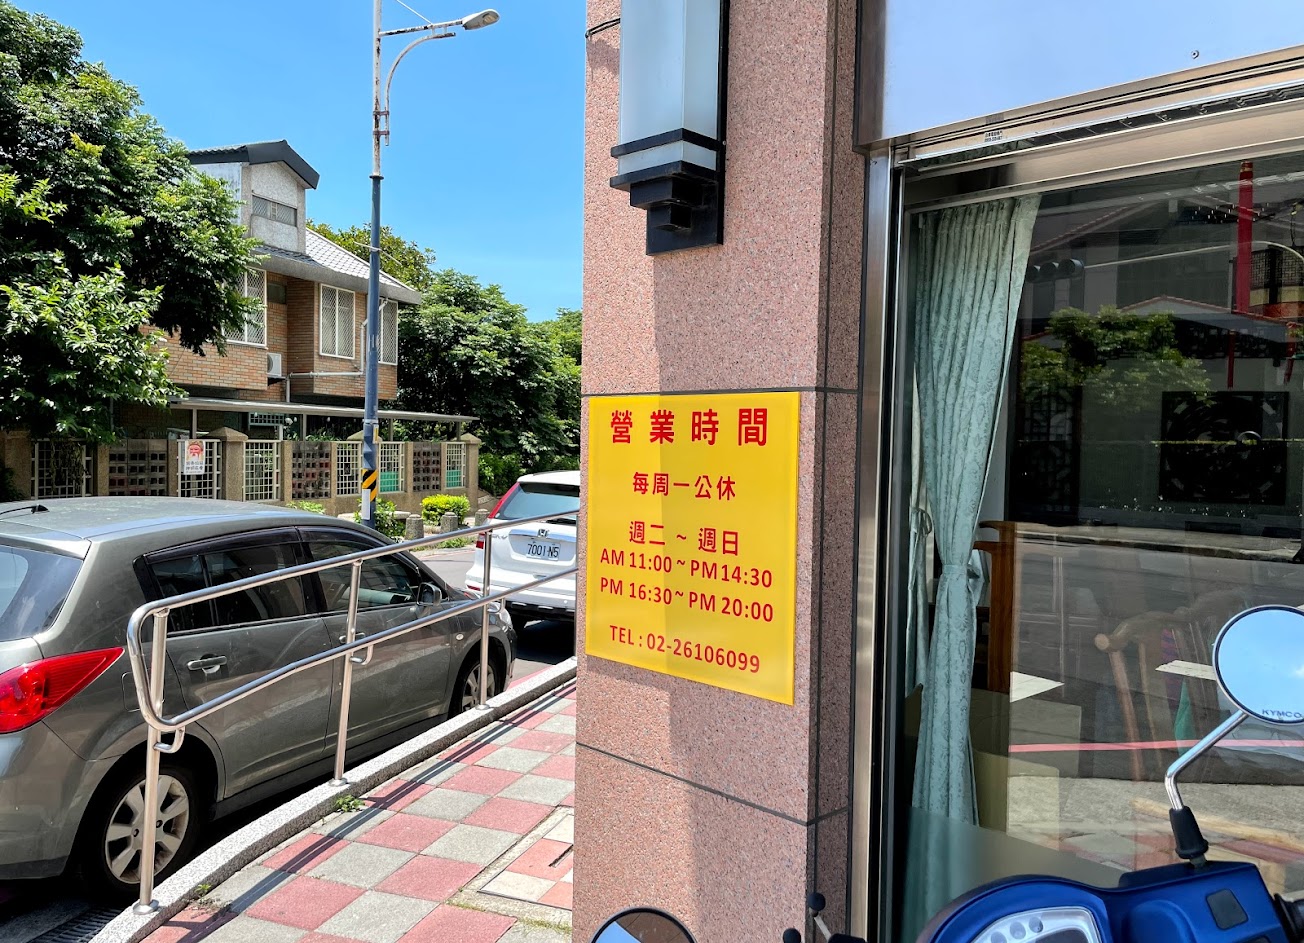 營業時間
每周一公休
週二 ~ 週日
AM 11:00 ~ PM 14:30
PM 16:30 ~ PM 20:00
TEL : 02-26106099
7001 N5
KYMCO